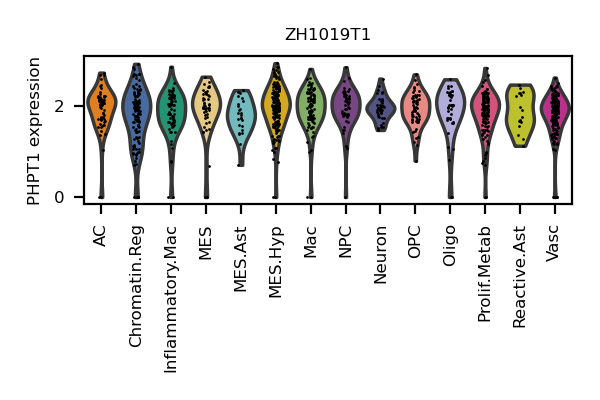 ZH1019T1
PHPT1 expression
2
0
AC
Chromatin.Reg
Inflammatory.Mac
MES
MES.Ast
MES.Hyp
Mac
NPC
Neuron
OPC
Oligo
Prolif.Metab
Reactive.Ast
Vasc